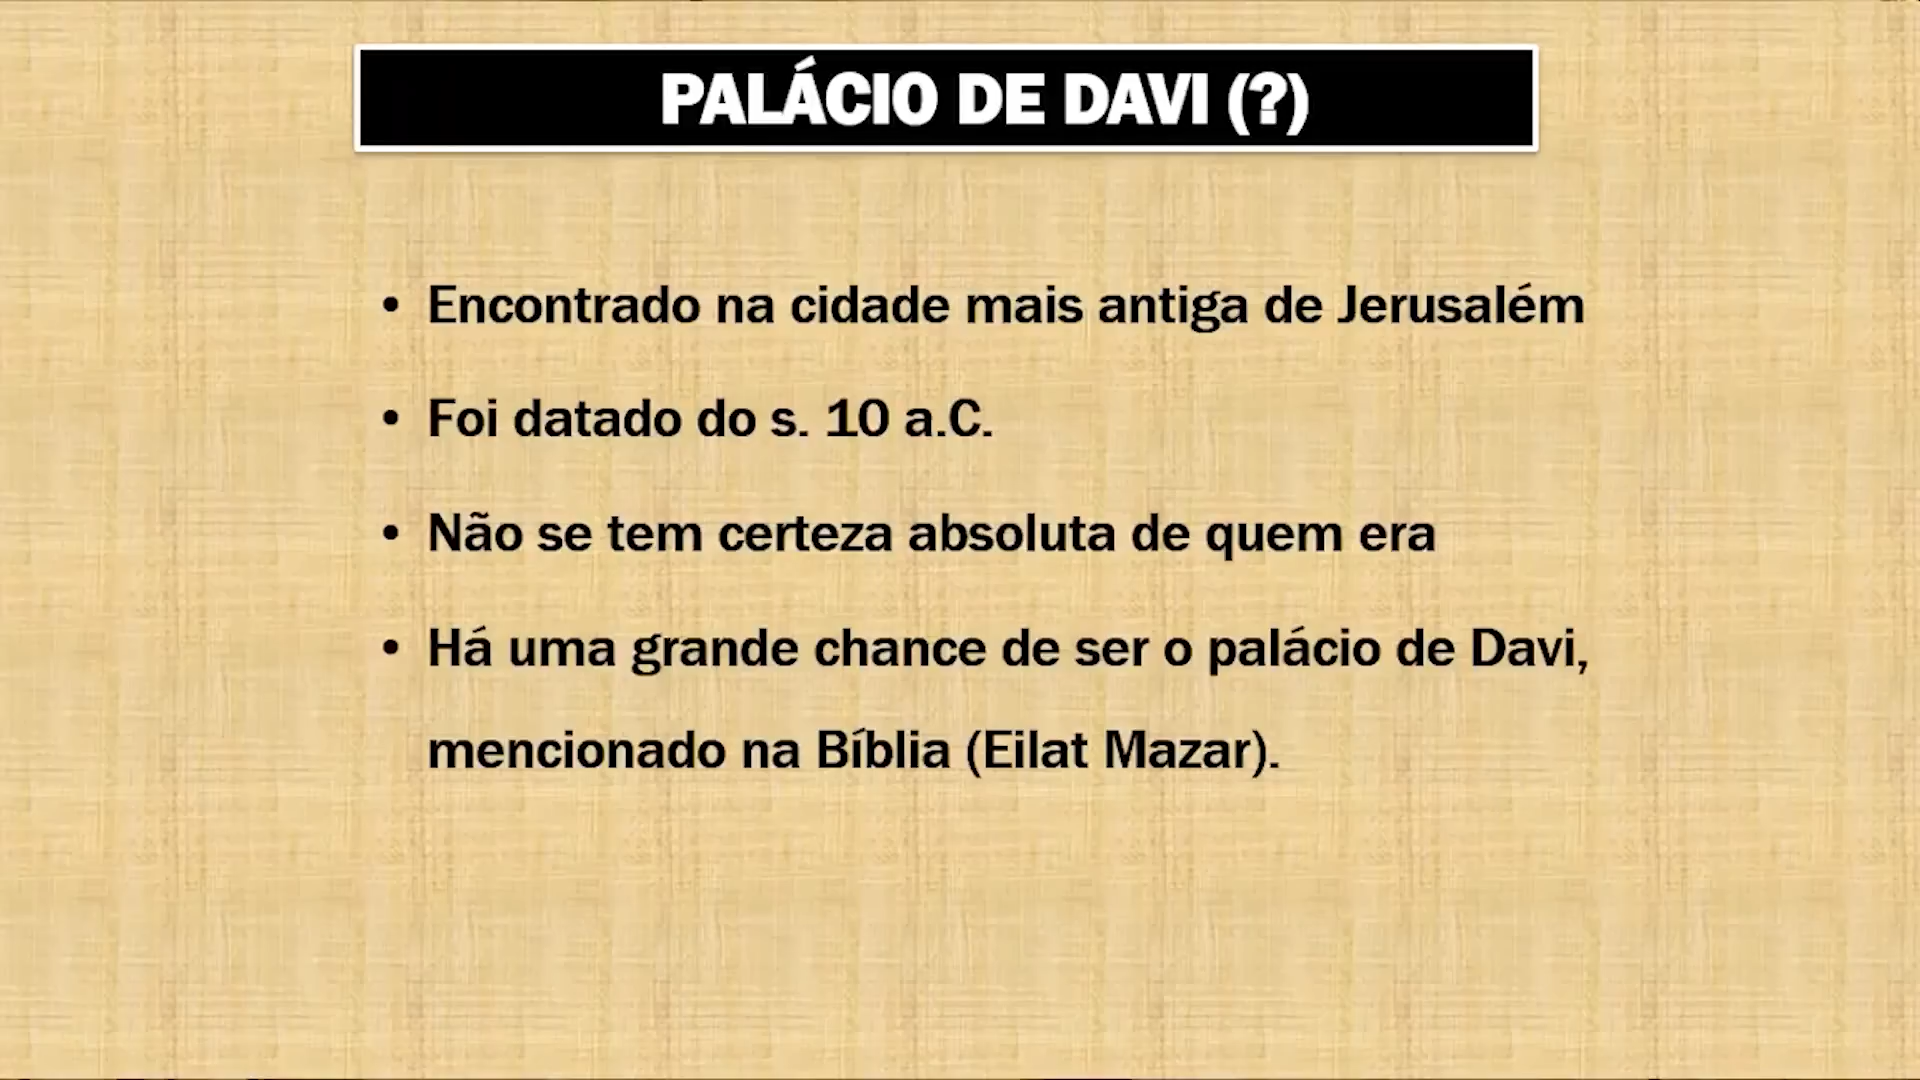 PALÁCIO DE DAVI (?)
• Encontrado na cidade mais antiga de Jerusalém
• Foi datado do s. 10 a.C.
• Não se tem certeza absoluta de quem era
• Há uma grande chance de ser o palácio de Davi,
mencionado na Bíblia (Eilat Mazar).